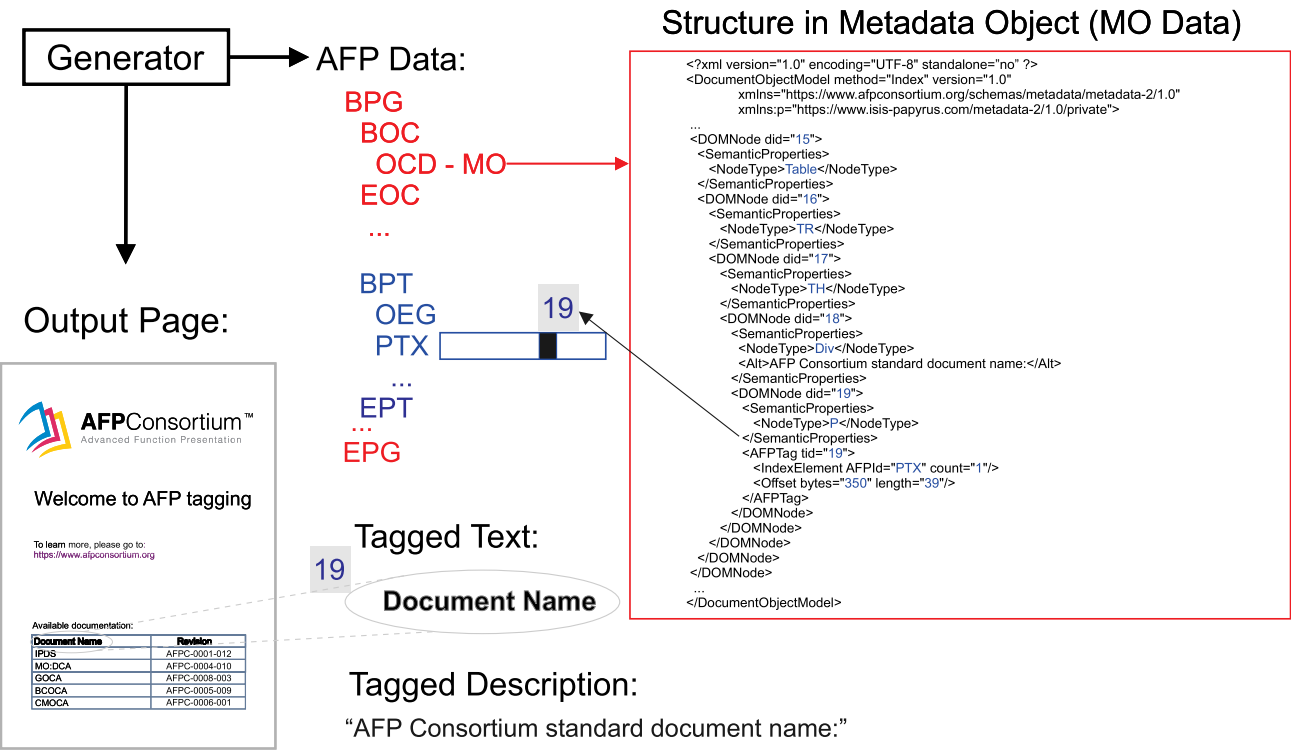 Structure in Metadata Object (MO Data)
Generator
AFP Data:
BPG
BOC
OCD - MO
EOC
...
BPT
OEG
19
PTX
...
EPT
...
EPG
<?xml version="1.0" encoding="UTF-8" standalone=”no” ?>
<DocumentObjectModel method="Index" version="1.0"
xmlns="https://www.afpconsortium.org/schemas/metadata/metadata-2/1.0"
xmlns:p="https://www.isis-papyrus.com/metadata-2/1.0/private">
...
<DOMNode did="15">
<SemanticProperties>
<NodeType>Table</NodeType>
</SemanticProperties>
<DOMNode did="16">
<SemanticProperties>
<NodeType>TR</NodeType>
</SemanticProperties>
<DOMNode did="17">
<SemanticProperties>
<NodeType>TH</NodeType>
</SemanticProperties>
<DOMNode did="18">
<SemanticProperties>
<NodeType>Div</NodeType>
<Alt>AFP Consortium standard document name:</Alt>
</SemanticProperties>
<DOMNode did="19">
<SemanticProperties>
<NodeType>P</NodeType>
</SemanticProperties>
<AFPTag tid="19">
<IndexElement AFPId="PTX" count="1"/>
<Offset bytes="350" length="39"/>
</AFPTag>
</DOMNode>
</DOMNode>
</DOMNode>
</DOMNode>
</DOMNode>
...
</DocumentObjectModel>
Output Page:
AFPConsortium™
Advanced Function Presentation
Welcome to AFP tagging
To learn more, please go to:
https://www.afpconsortium.org
Available documentation:
Document Name Revision
IPDS AFPC-0001-012
MO:DCA AFPC-0004-010
GOCA AFPC-0008-003
BCOCA AFPC-0005-009
CMOCA AFPC-0006-001
Tagged Text:
19
Document Name
Tagged Description:
“AFP Consortium standard document name:”